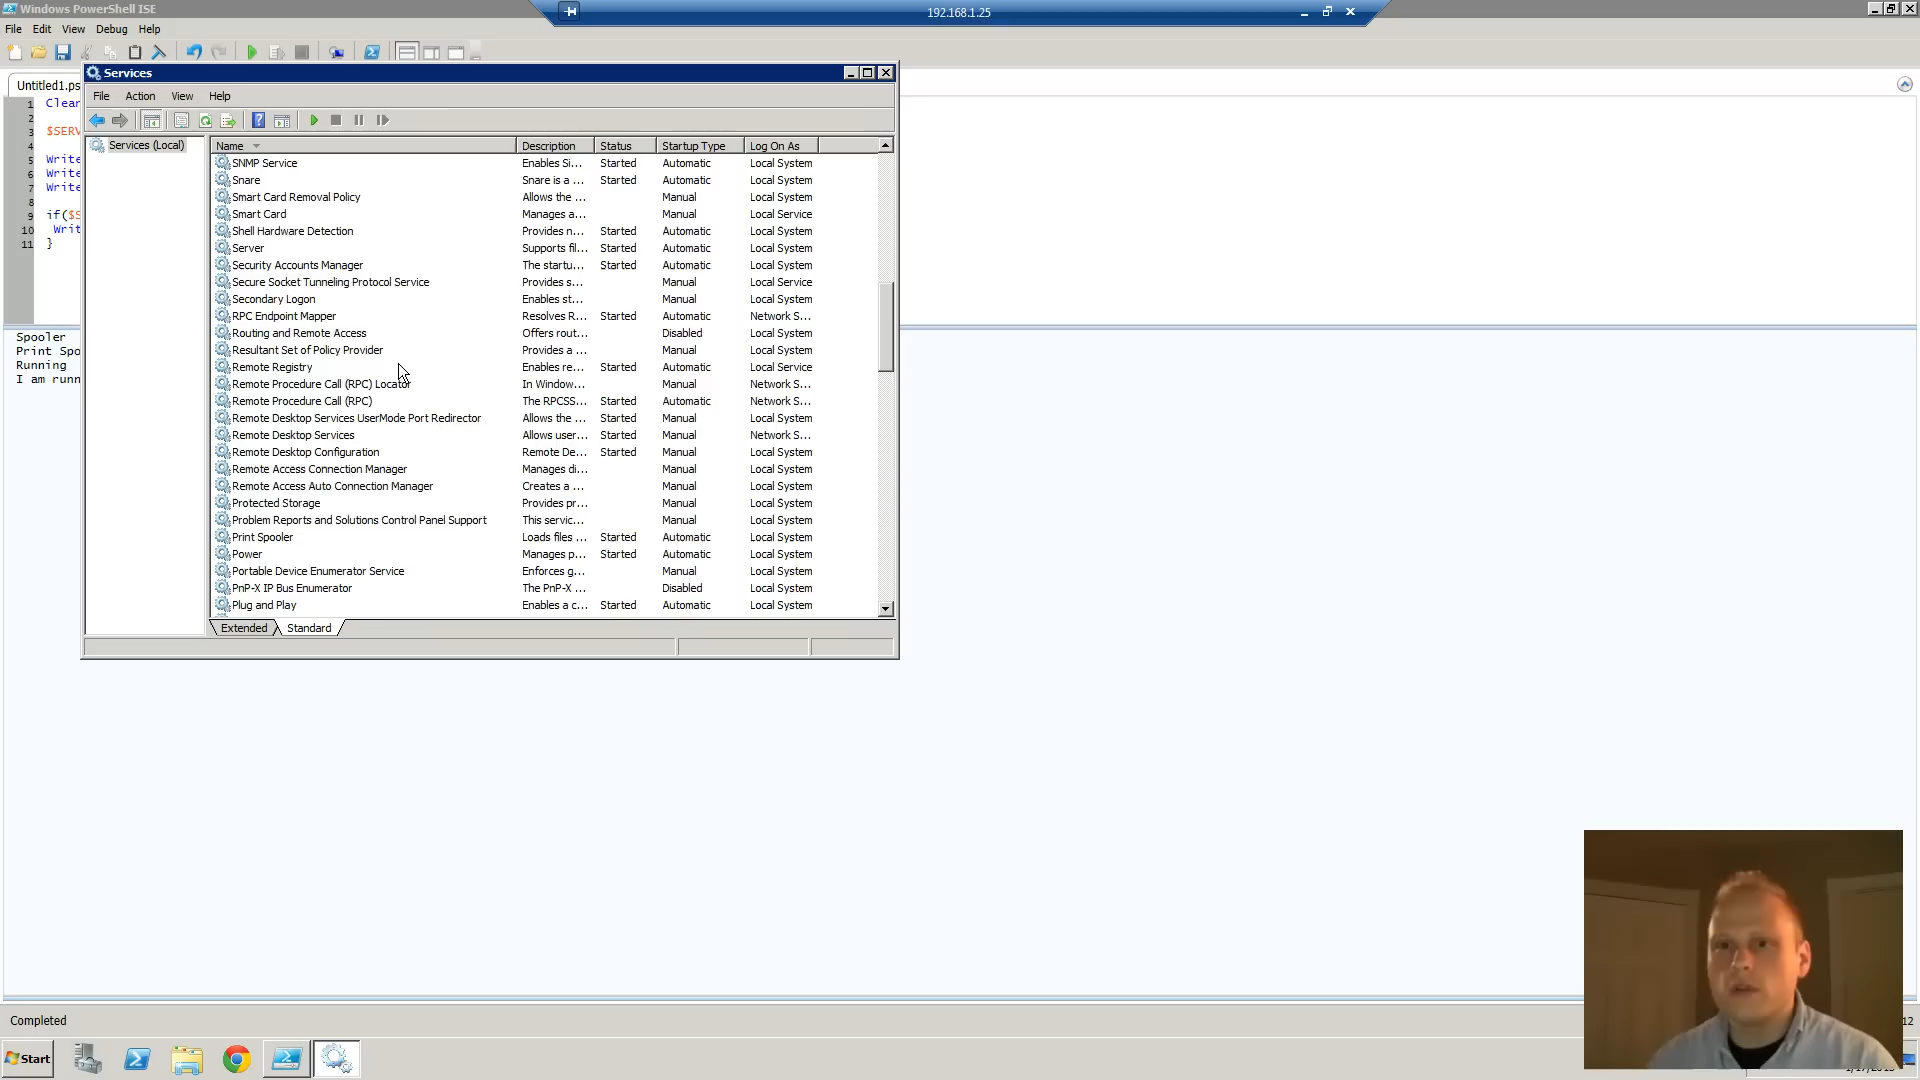 Windows PowerShell ISE
192.168.1.25
File Edit View Debug Help
Untitled1.ps
1 Clear
2
3 $SERV
4
5 Write
6 Write
7 Write
8
9 if($S
10 Writ
11 }
Spooler
Print Spo
Running
I am runn
Services
File Action View Help
Services (Local)
Name Description Status Startup Type Log On As
SNMP Service Enables Si... Started Automatic Local System
Snare Snare is a ... Started Automatic Local System
Smart Card Removal Policy Allows the ... Manual Local System
Smart Card Manages a... Manual Local Service
Shell Hardware Detection Provides n... Started Automatic Local System
Server Supports fil... Started Automatic Local System
Security Accounts Manager The startu... Started Automatic Local System
Secure Socket Tunneling Protocol Service Provides s... Manual Local Service
Secondary Logon Enables st... Manual Local System
RPC Endpoint Mapper Resolves R... Started Automatic Network S...
Routing and Remote Access Offers rout... Disabled Local System
Resultant Set of Policy Provider Provides a ... Manual Local System
Remote Registry Enables re... Started Automatic Local Service
Remote Procedure Call (RPC) Locator In Window... Manual Network S...
Remote Procedure Call (RPC) The RPCSS... Started Automatic Network S...
Remote Desktop Services UserMode Port Redirector Allows the ... Started Manual Local System
Remote Desktop Services Allows user... Started Manual Network S...
Remote Desktop Configuration Remote De... Started Manual Local System
Remote Access Connection Manager Manages di... Manual Local System
Remote Access Auto Connection Manager Creates a ... Manual Local System
Protected Storage Provides pr... Manual Local System
Problem Reports and Solutions Control Panel Support This servic... Manual Local System
Print Spooler Loads files ... Started Automatic Local System
Power Manages p... Started Automatic Local System
Portable Device Enumerator Service Enforces g... Manual Local System
PnP-X IP Bus Enumerator The PnP-X ... Disabled Local System
Plug and Play Enables a c... Started Automatic Local System
Extended Standard
Completed
12
Start